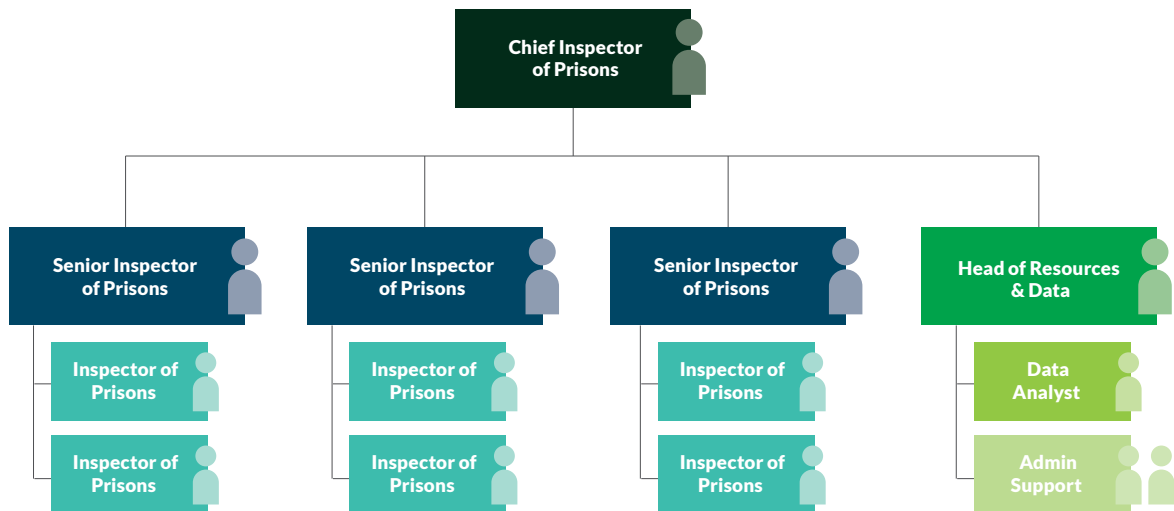 Chief Inspector
of Prisons
Senior Inspector
of Prisons
Senior Inspector
of Prisons
Senior Inspector
of Prisons
Head of Resources
& Data
Inspector of
Prisons
Inspector of
Prisons
Inspector of
Prisons
Data
Analyst
Inspector of
Prisons
Inspector of
Prisons
Inspector of
Prisons
Admin
Support